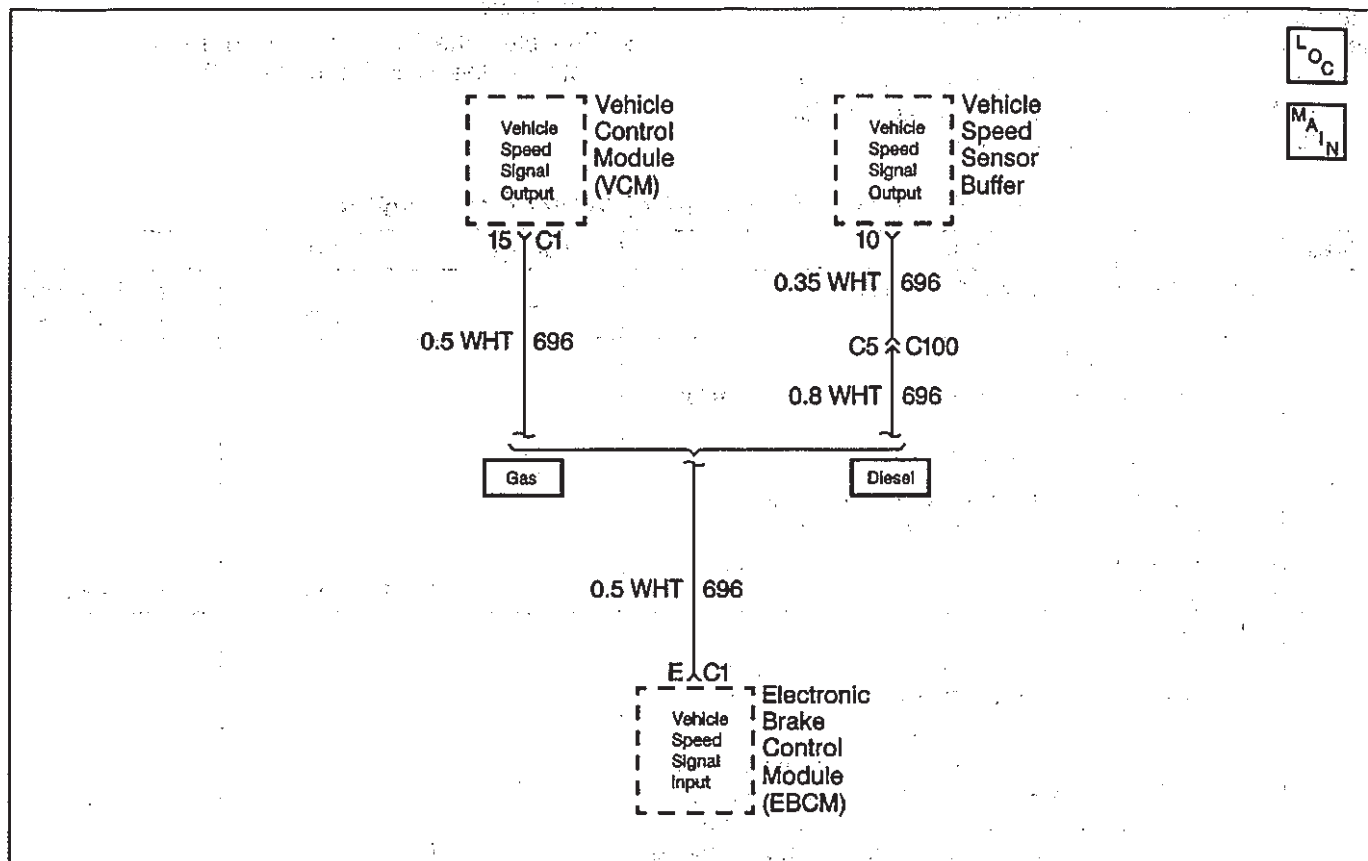 LOC
MAIN
Vehicle
Speed
Signal
Output
Vehicle
Control
Module
(VCM)
15 C1
0.5 WHT 696
Gas
Vehicle
Speed
Signal
Output
Vehicle
Speed
Sensor
Buffer
10
0.35 WHT 696
C5 C100
0.8 WHT 696
Diesel
0.5 WHT 696
E C1
Vehicle
Speed
Signal
Input
Electronic
Brake
Control
Module
(EBCM)